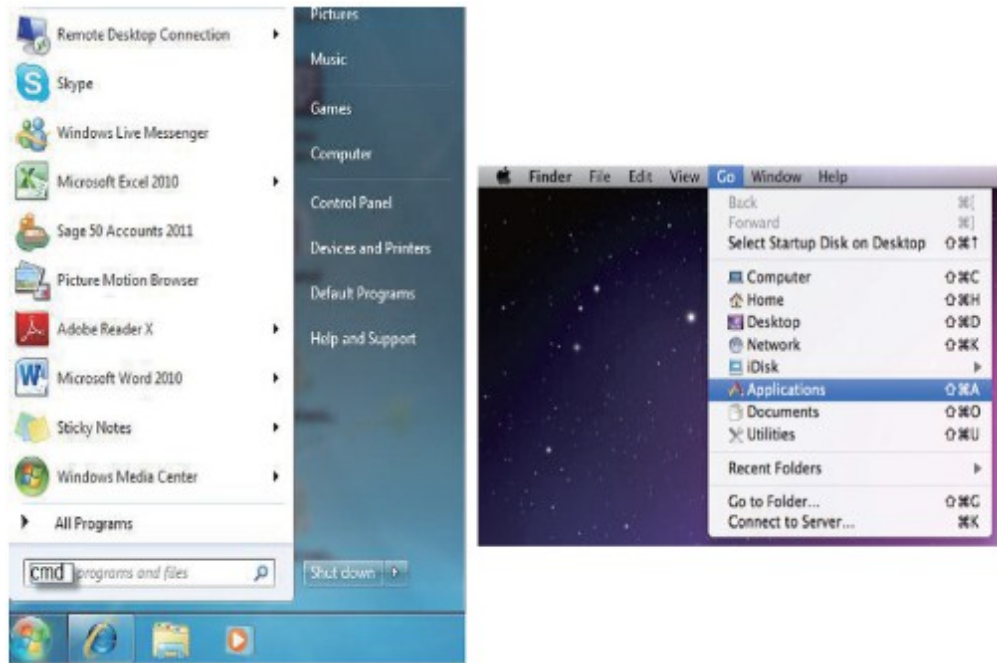 Remote Desktop Connection
Skype
Windows Live Messenger
Microsoft Excel 2010
Sage 50 Accounts 2011
Picture Motion Browser
Adobe Reader X
Microsoft Word 2010
Sticky Notes
Windows Media Center
All Programs
cmd programs and files
Pictures
Music
Games
Computer
Control Panel
Devices and Printers
Default Programs
Help and Support
Shut down
Finder File Edit View Go Window Help
Back ⌘[
Forward ⌘]
Select Startup Disk on Desktop ⇧⌘↑
Computer ⇧⌘C
Home ⇧⌘H
Desktop ⇧⌘D
Network ⇧⌘K
iDisk
Applications ⇧⌘A
Documents ⇧⌘O
Utilities ⇧⌘U
Recent Folders
Go to Folder... ⇧⌘G
Connect to Server... ⌘K